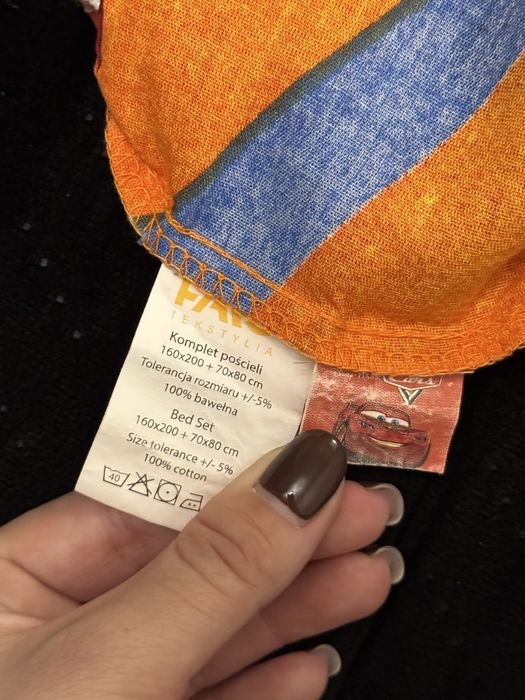 TEKSTYLIA
Komplet pościeli
160x200 + 70x80 cm
Tolerancja rozmiaru +/-5%
100% bawełna
Bed Set
160x200 + 70x80 cm
Size tolerance +/- 5%
100% cotton
40